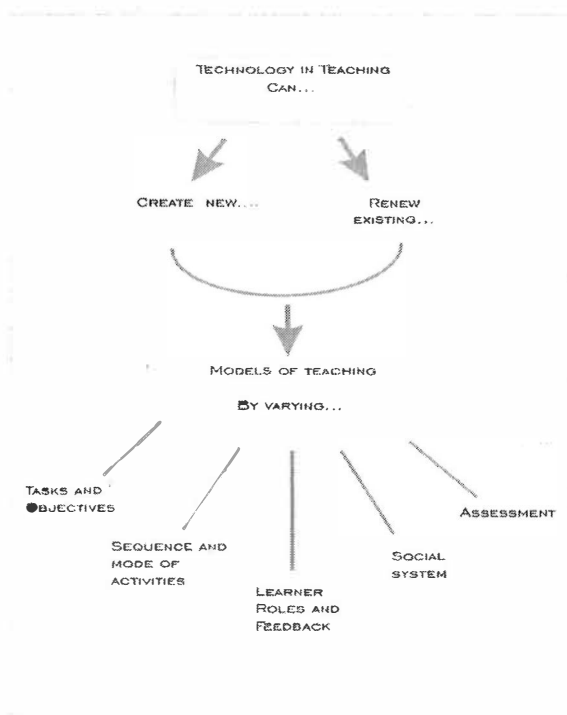 TECHNOLOGY IN TEACHING
CAN...
CREATE NEW....
RENEW
EXISTING...
MODELS OF TEACHING
BY VARYING...
TASKS AND
OBJECTIVES
SEQUENCE AND
MODE OF
ACTIVITIES
LEARNER
ROLES AND
FEEDBACK
SOCIAL
SYSTEM
ASSESSMENT